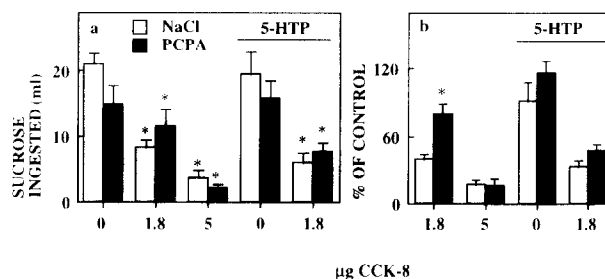 a
NaCl
PCPA
5-HTP
SUCROSE
INGESTED (ml)
20
10
0
*
*
*
*
*
*
0
1.8
5
0
1.8
b
5-HTP
% OF CONTROL
120
60
0
*
1.8
5
0
1.8
µg CCK-8